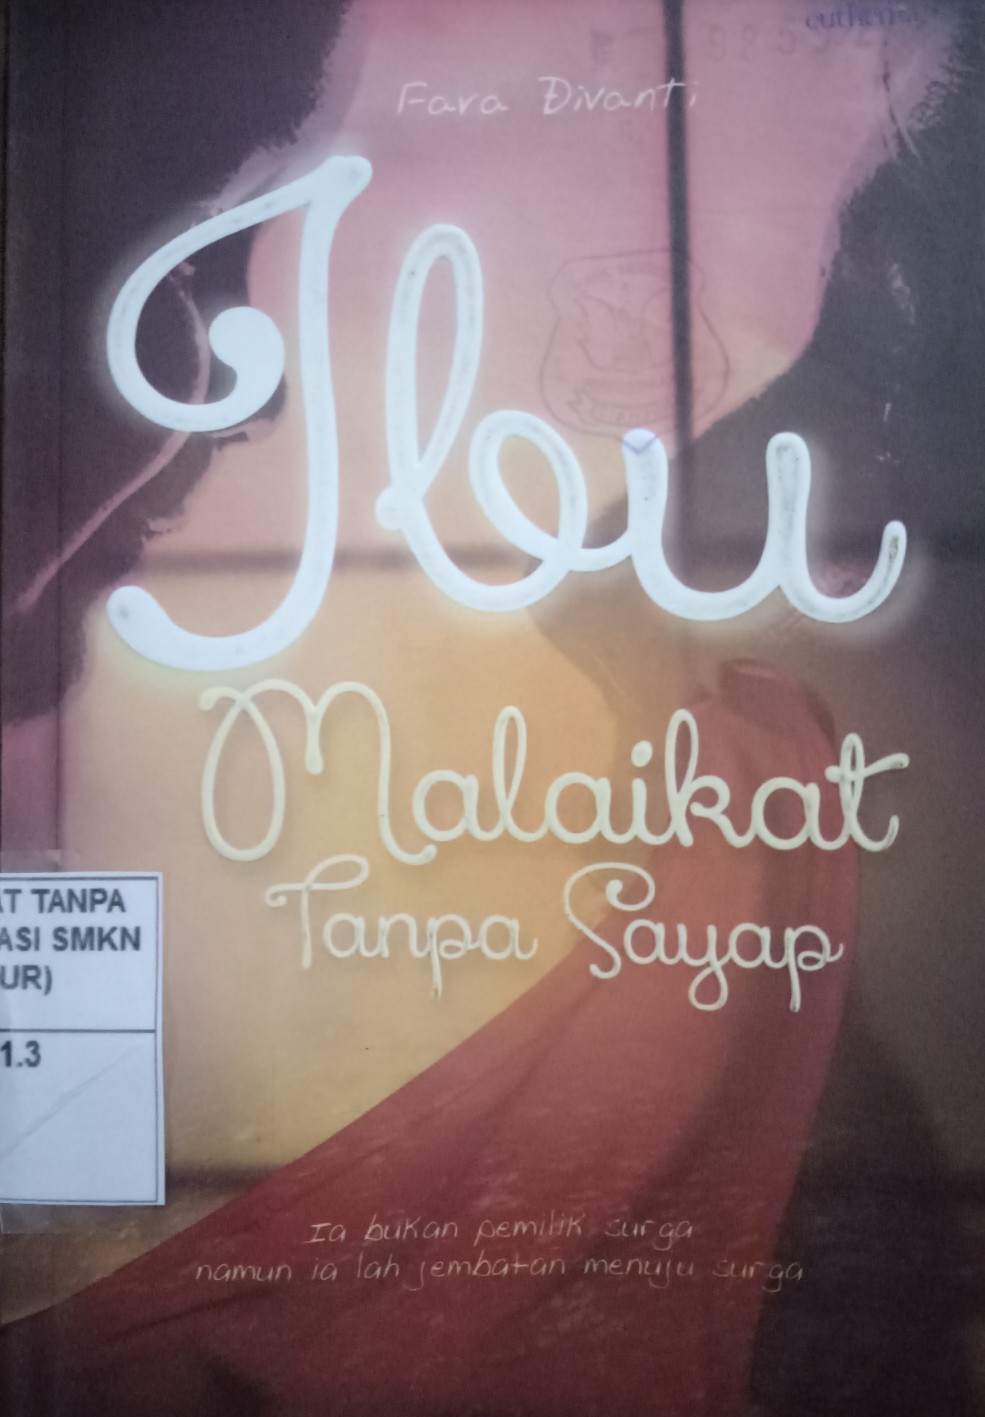 Fara Divanti
Ibu
Malaikat
Tanpa Sayap
AT TANPA
ASI SMKN
UR)
1.3
Ia bukan pemilik surga
namun ia lah jembatan menuju surga